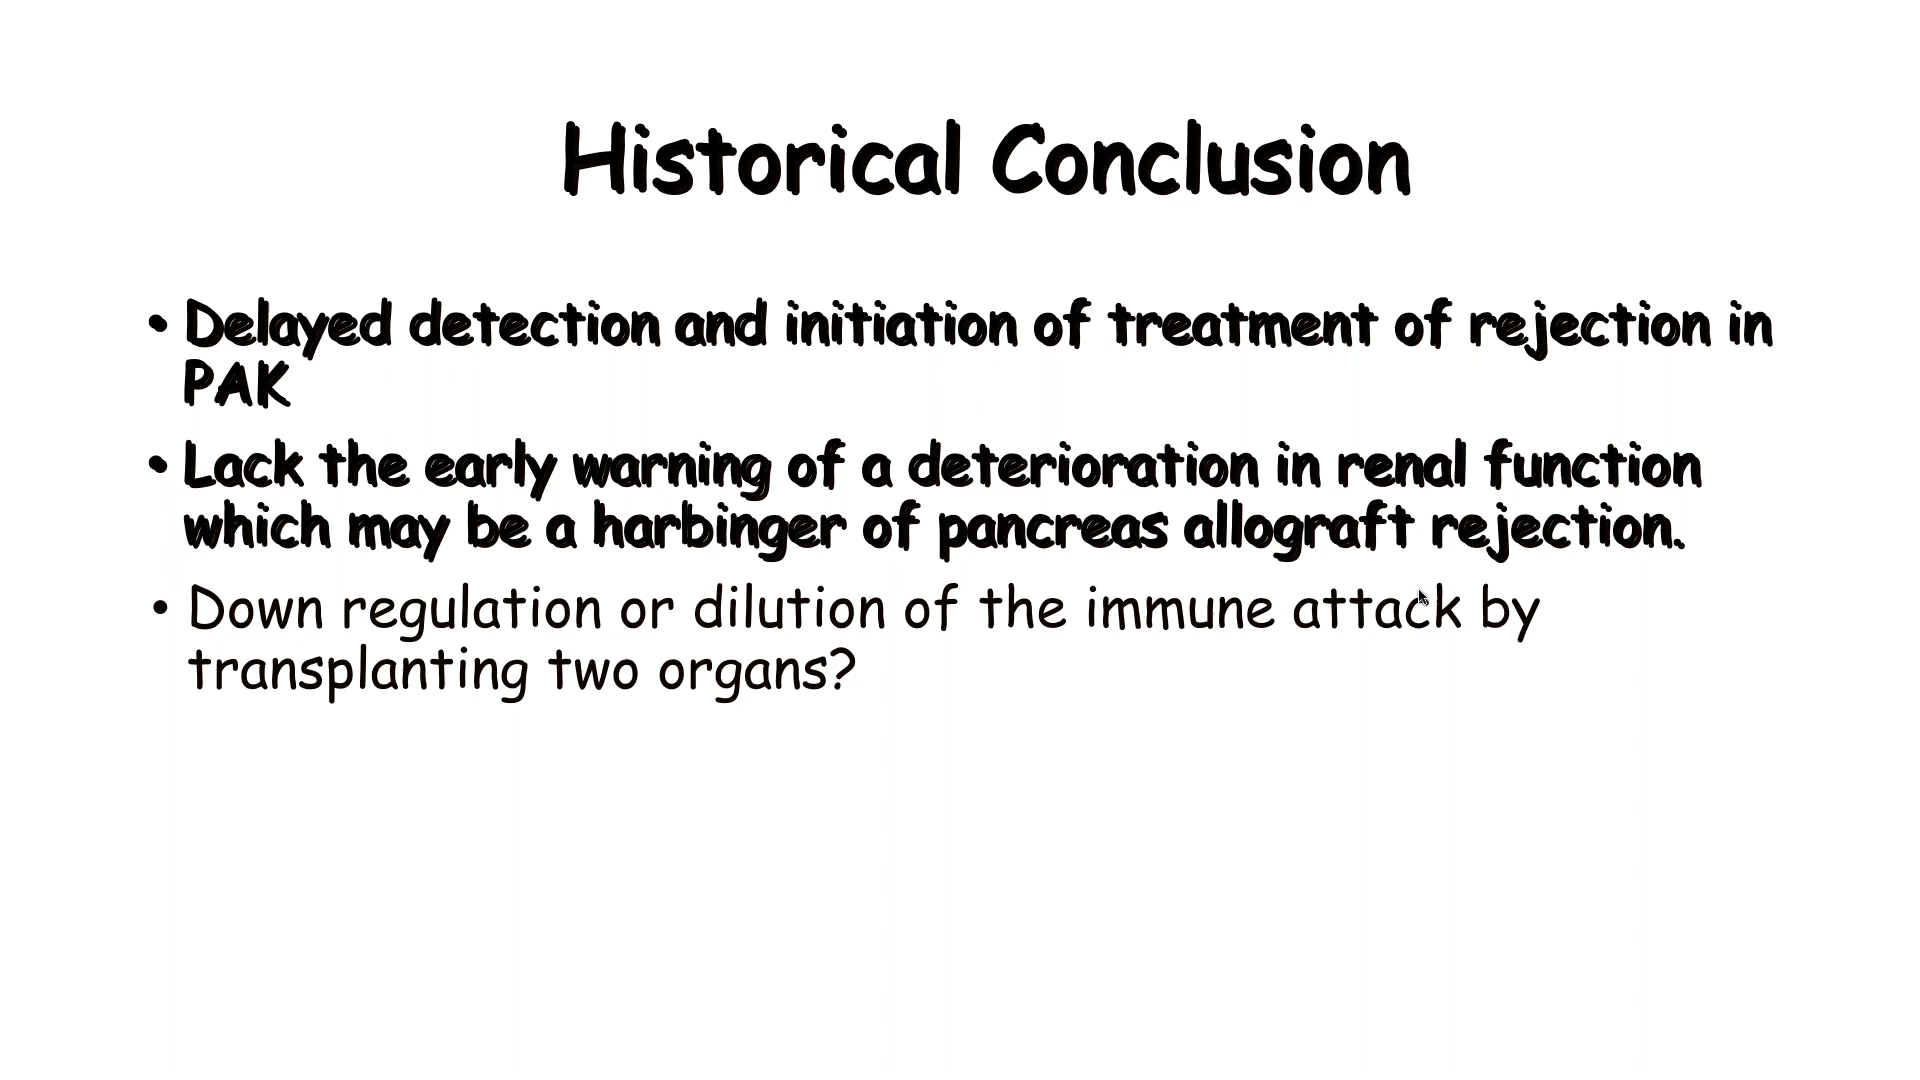 Historical Conclusion
• Delayed detection and initiation of treatment of rejection in
PAK
• Lack the early warning of a deterioration in renal function
which may be a harbinger of pancreas allograft rejection.
• Down regulation or dilution of the immune attack by
transplanting two organs?